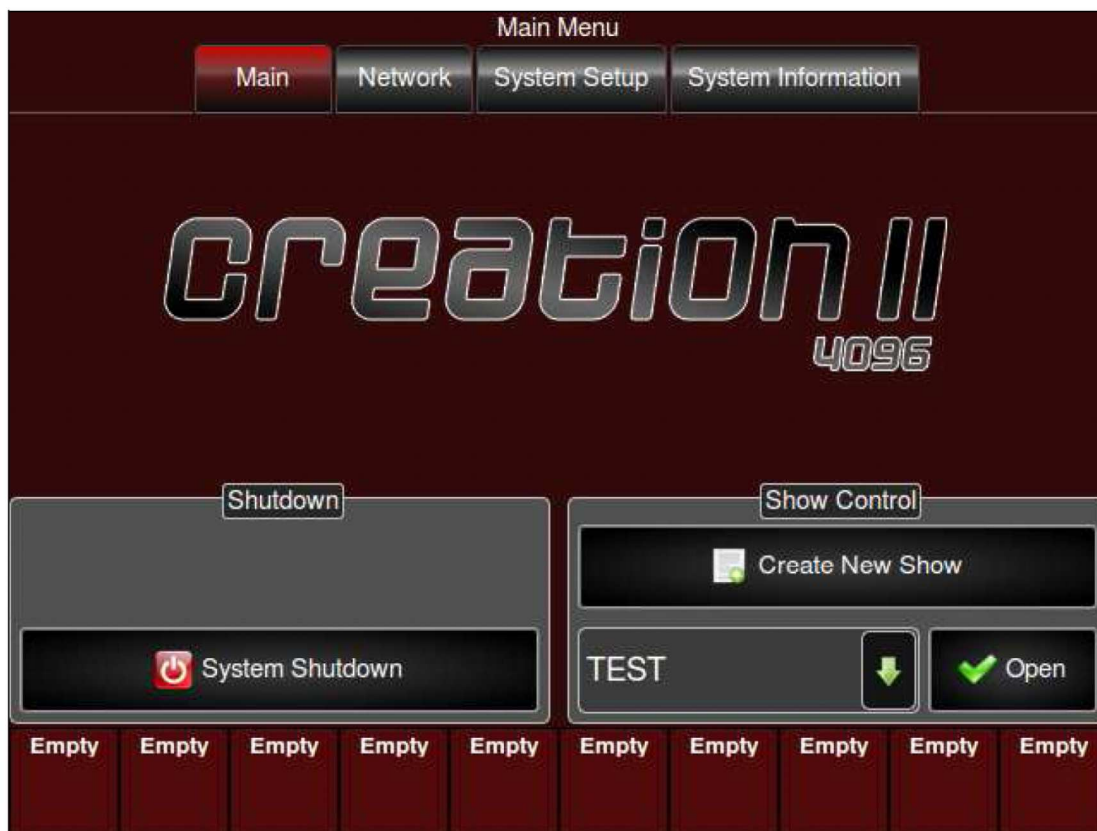 Main Menu
Main Network System Setup System Information
creation II
4096
Shutdown Show Control
Create New Show
System Shutdown TEST Open
Empty Empty Empty Empty Empty Empty Empty Empty Empty Empty